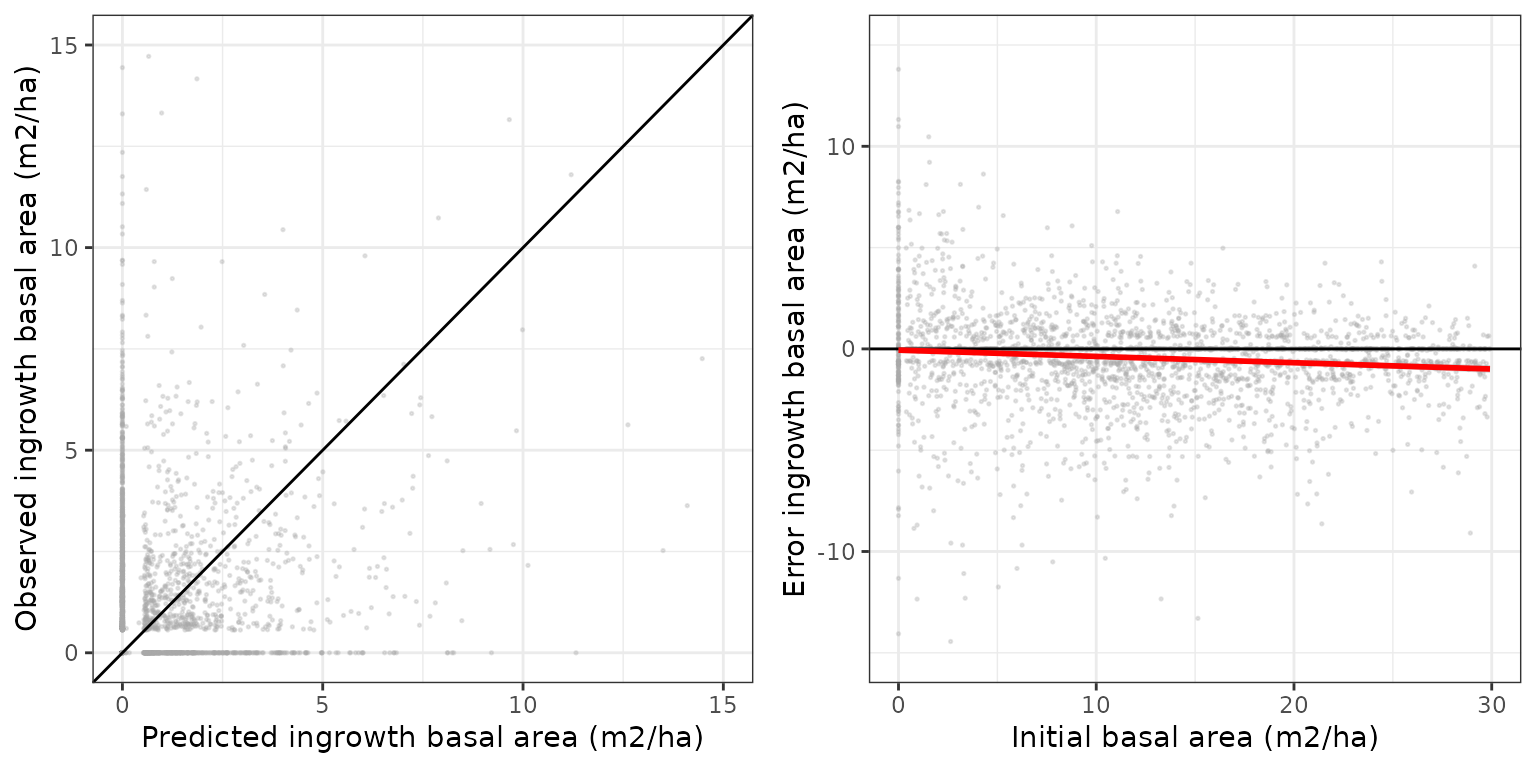 Observed ingrowth basal area (m2/ha)
15
10
5
0
0 5 10 15
Predicted ingrowth basal area (m2/ha)
Error ingrowth basal area (m2/ha)
10
0
-10
0 10 20 30
Initial basal area (m2/ha)